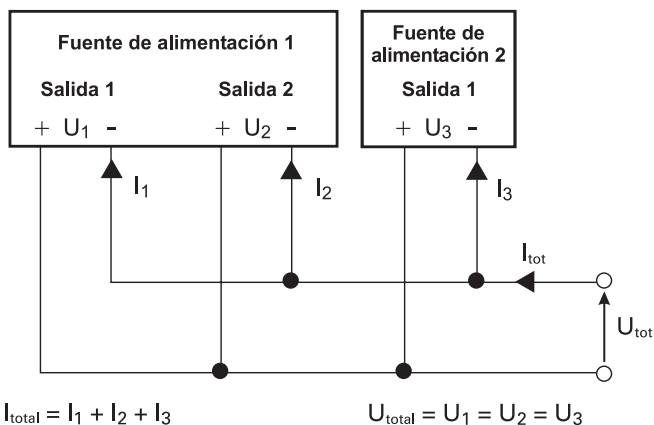 Fuente de alimentación 1
Salida 1 Salida 2
+ U₁ - + U₂ -
Fuente de
alimentación 2
Salida 1
+ U₃ -
I₁
I₂
I₃
Iₜₒₜ
Uₜₒₜ
Iₜₒₜₐₗ = I₁ + I₂ + I₃
Uₜₒₜₐₗ = U₁ = U₂ = U₃